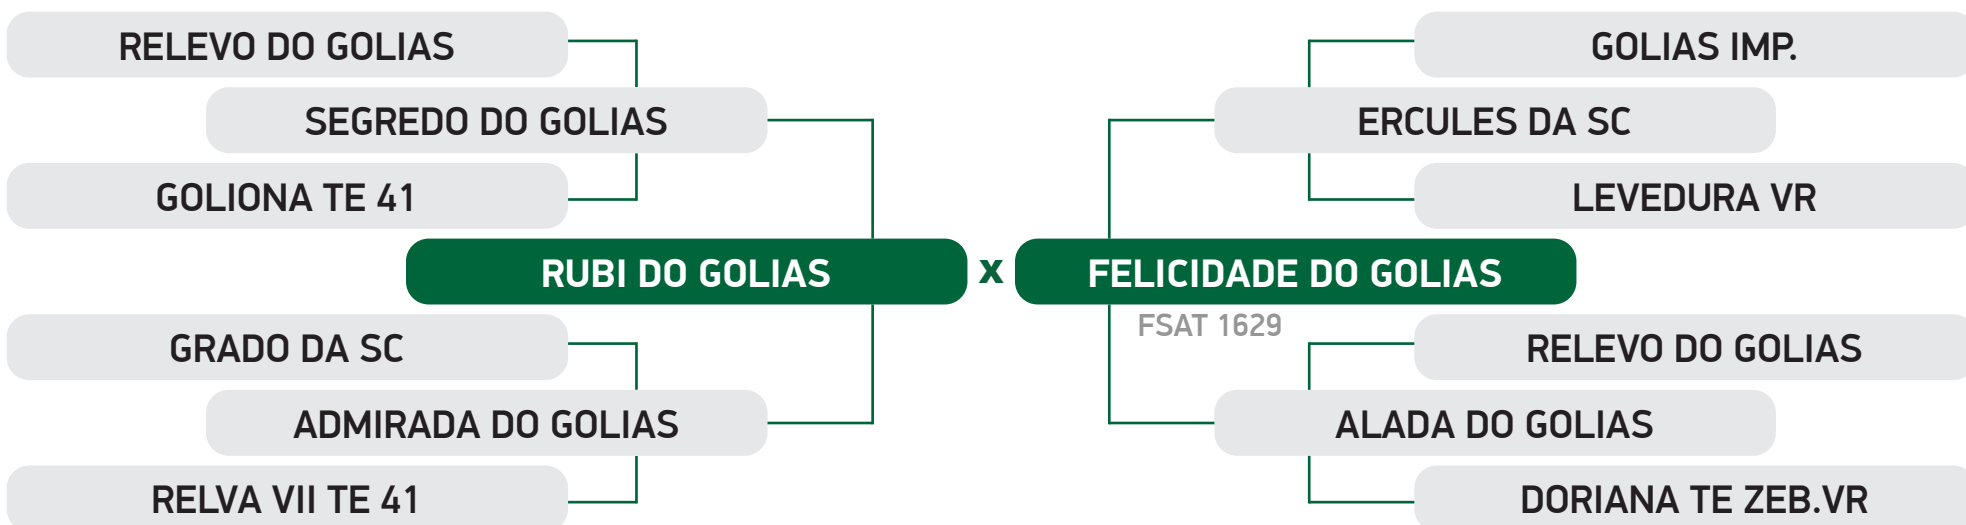 RELEVO DO GOLIAS
GOLIAS IMP.
SEGREDO DO GOLIAS
ERCULES DA SC
GOLIONA TE 41
LEVEDURA VR
RUBI DO GOLIAS x FELICIDADE DO GOLIAS
FSAT 1629
GRADO DA SC
RELEVO DO GOLIAS
ADMIRADA DO GOLIAS
ALADA DO GOLIAS
RELVA VII TE 41
DORIANA TE ZEB.VR